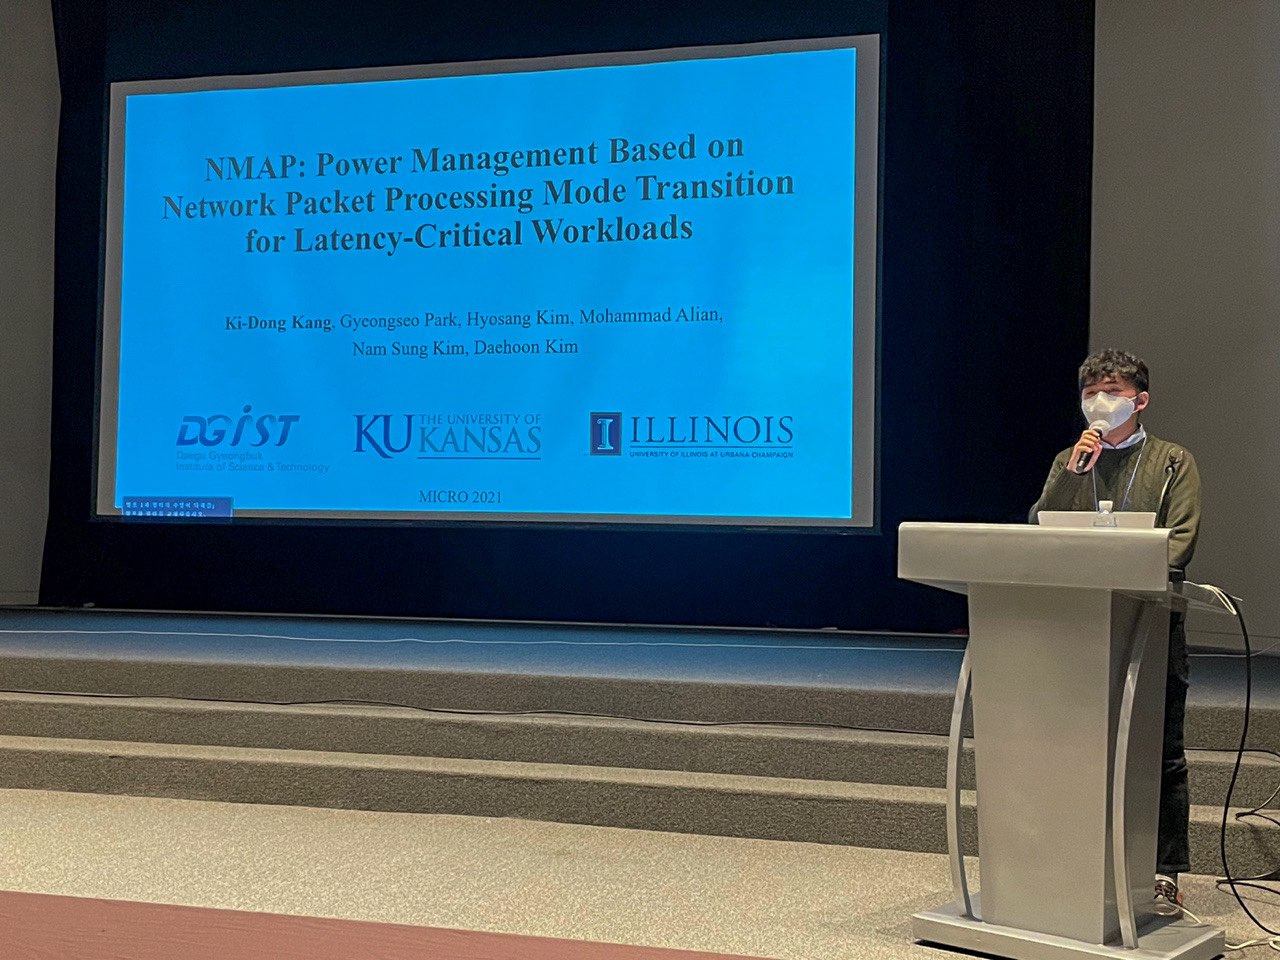 NMAP: Power Management Based on
Network Packet Processing Mode Transition
for Latency-Critical Workloads
Ki-Dong Kang, Gyeongseo Park, Hyosang Kim, Mohammad Alian,
Nam Sung Kim, Daehoon Kim
DGIST
Daegu Gyeongbuk
Institute of Science & Technology
KU THE UNIVERSITY OF
KANSAS
I ILLINOIS
UNIVERSITY OF ILLINOIS AT URBANA-CHAMPAIGN
MICRO 2021